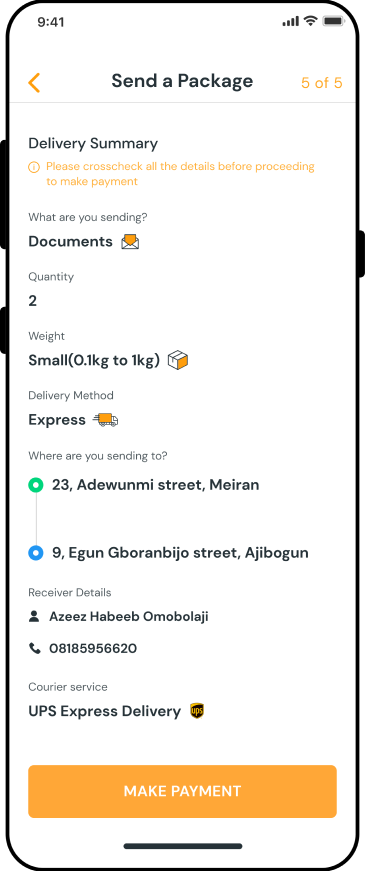 9:41
Send a Package
5 of 5
Delivery Summary
Please crosscheck all the details before proceeding
to make payment
What are you sending?
Documents
Quantity
2
Weight
Small(0.1kg to 1kg)
Delivery Method
Express
Where are you sending to?
23, Adewunmi street, Meiran
9, Egun Gboranbijo street, Ajibogun
Receiver Details
Azeez Habeeb Omobolaji
08185956620
Courier service
UPS Express Delivery
ups
MAKE PAYMENT